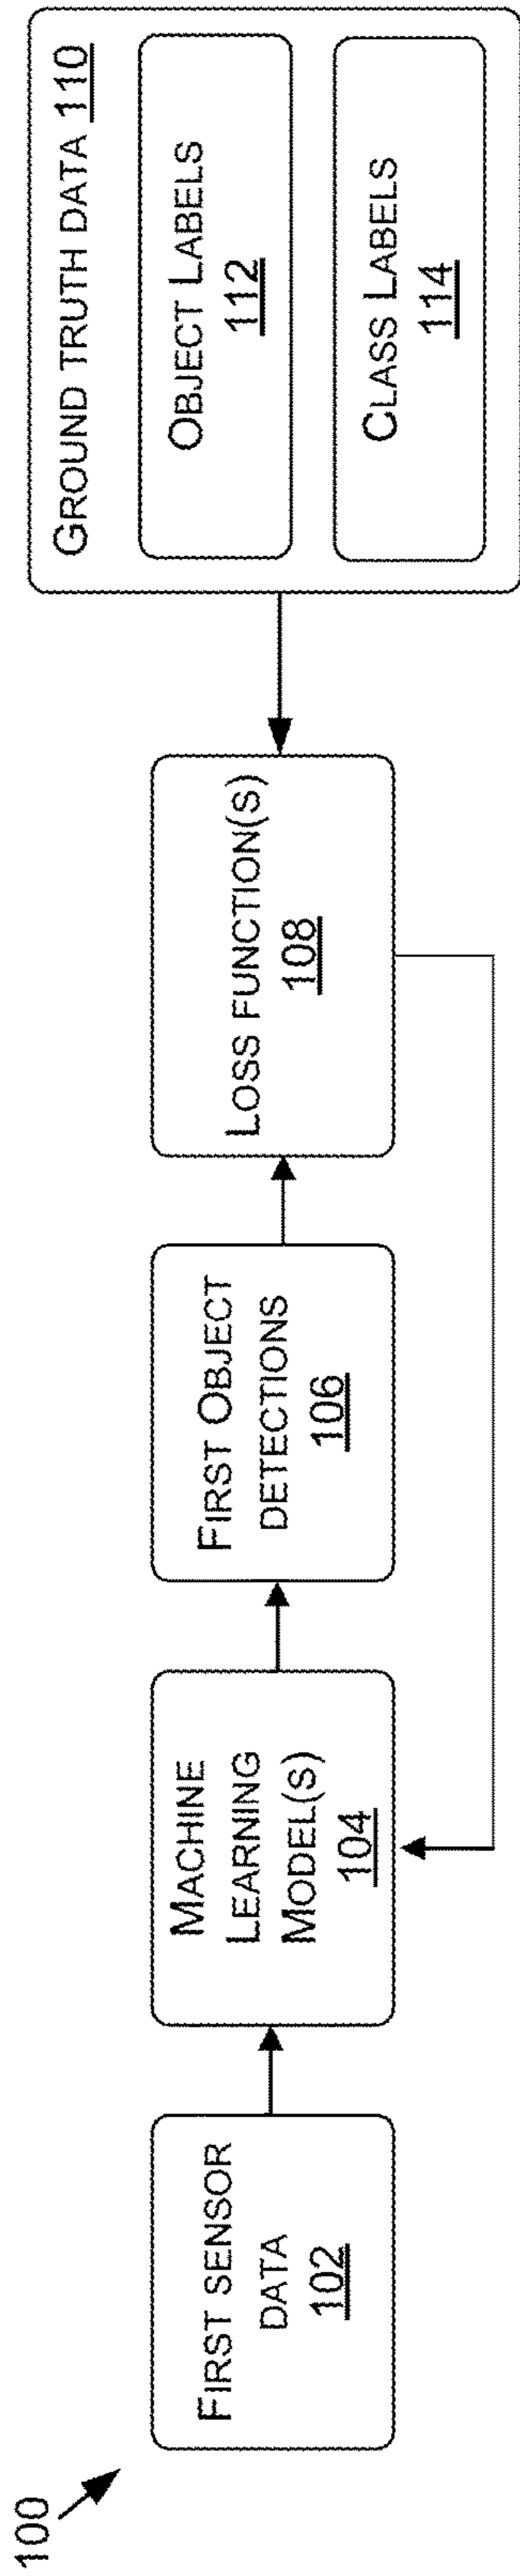 100
FIRST SENSOR
DATA
102
MACHINE
LEARNING
MODEL(S)
104
FIRST OBJECT
DETECTIONS
106
LOSS FUNCTION(S)
108
GROUND TRUTH DATA 110
OBJECT LABELS
112
CLASS LABELS
114